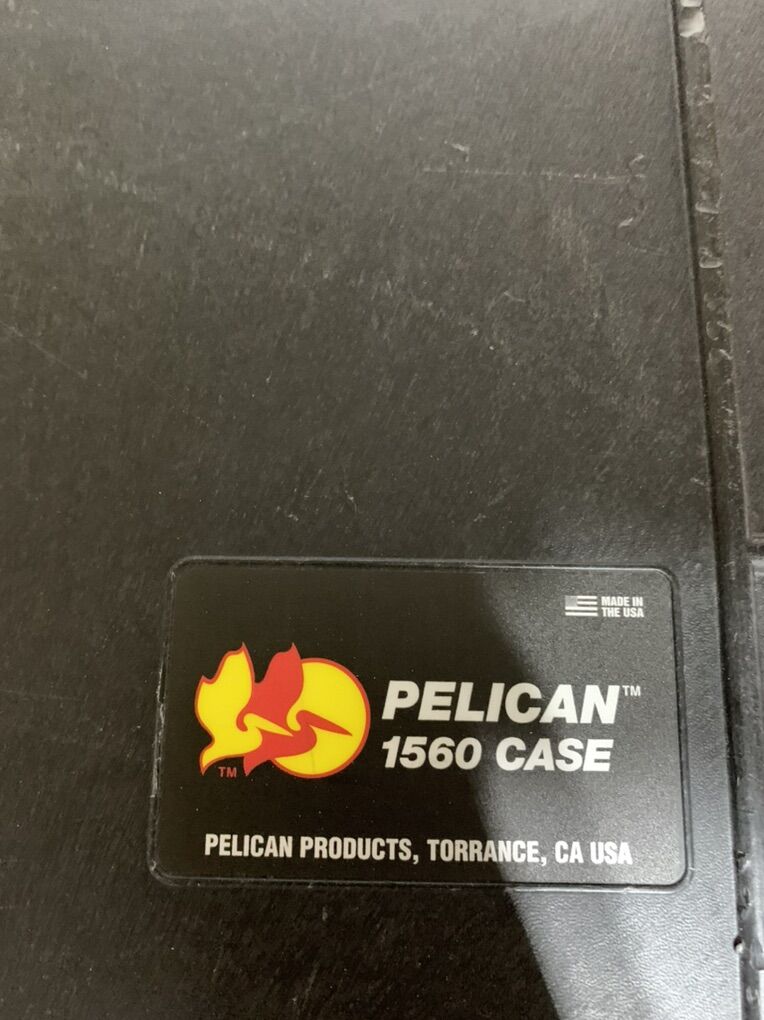 MADE IN
THE USA
PELICAN™
1560 CASE
TM
PELICAN PRODUCTS, TORRANCE, CA USA